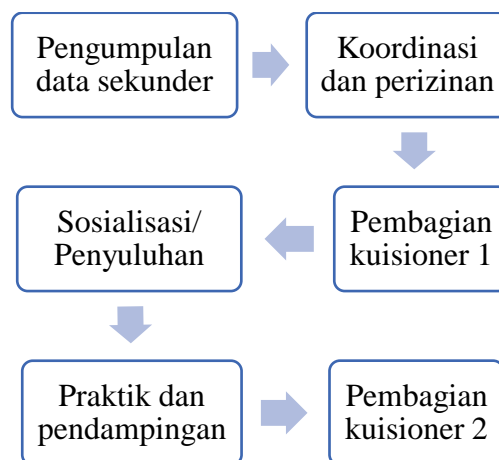 Pengumpulan
data sekunder
Koordinasi
dan perizinan
Pembagian
kuisioner 1
Sosialisasi/
Penyuluhan
Praktik dan
pendampingan
Pembagian
kuisioner 2